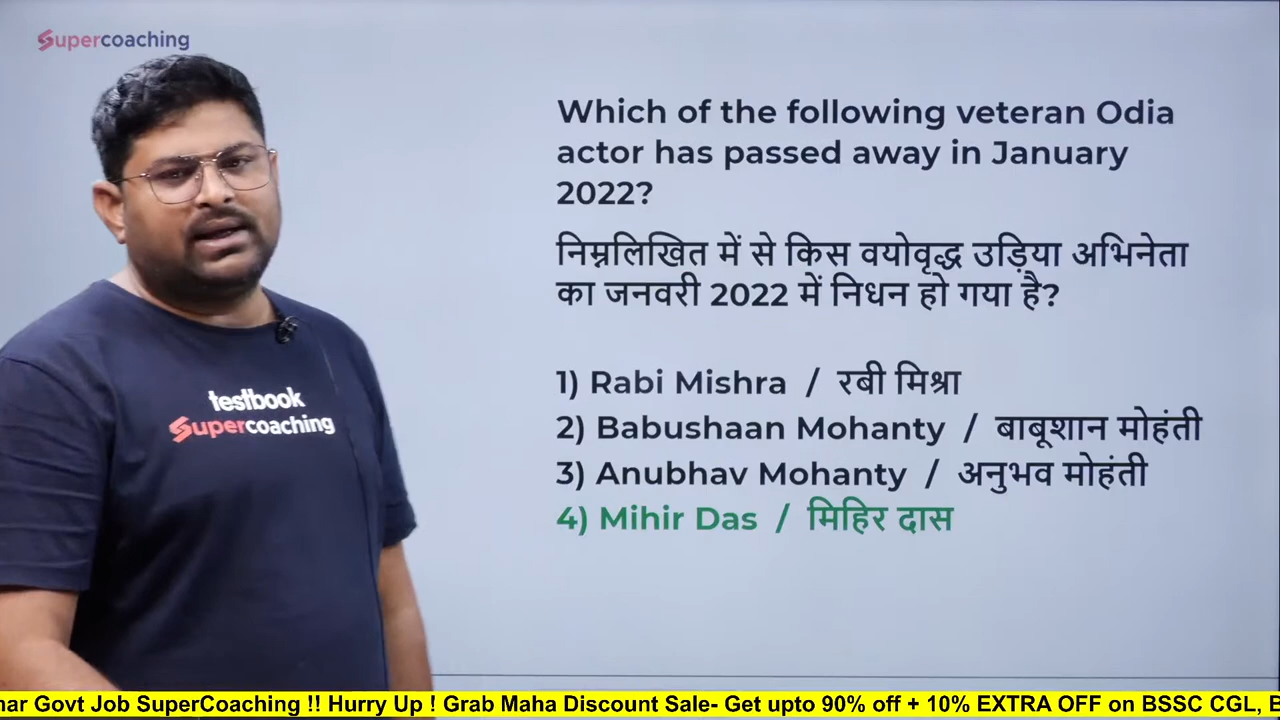 Supercoaching
Which of the following veteran Odia
actor has passed away in January
2022?
निम्नलिखित में से किस वयोवृद्ध उड़िया अभिनेता
का जनवरी 2022 में निधन हो गया है?
1) Rabi Mishra / रबी मिश्रा
2) Babushaan Mohanty / बाबूशान मोहंती
3) Anubhav Mohanty / अनुभव मोहंती
4) Mihir Das / मिहिर दास
testbook
Supercoaching
Govt Job SuperCoaching !! Hurry Up ! Grab Maha Discount Sale- Get upto 90% off + 10% EXTRA OFF on BSSC CGL,